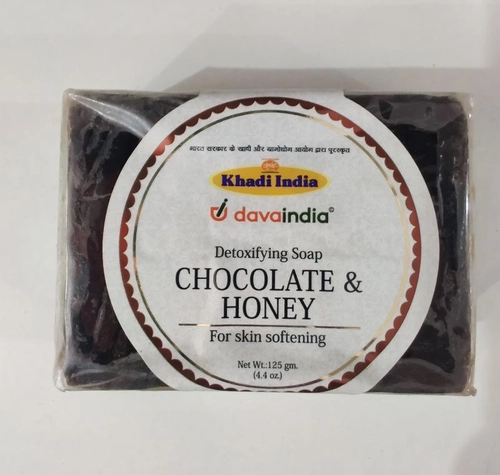 भारत सरकार के खादी और ग्रामोद्योग आयोग द्वारा पुरस्कृत
Khadi India
davaindia©
Detoxifying Soap
CHOCOLATE &
HONEY
For skin softening
Net Wt.:125 gm.
(4.4 oz.)